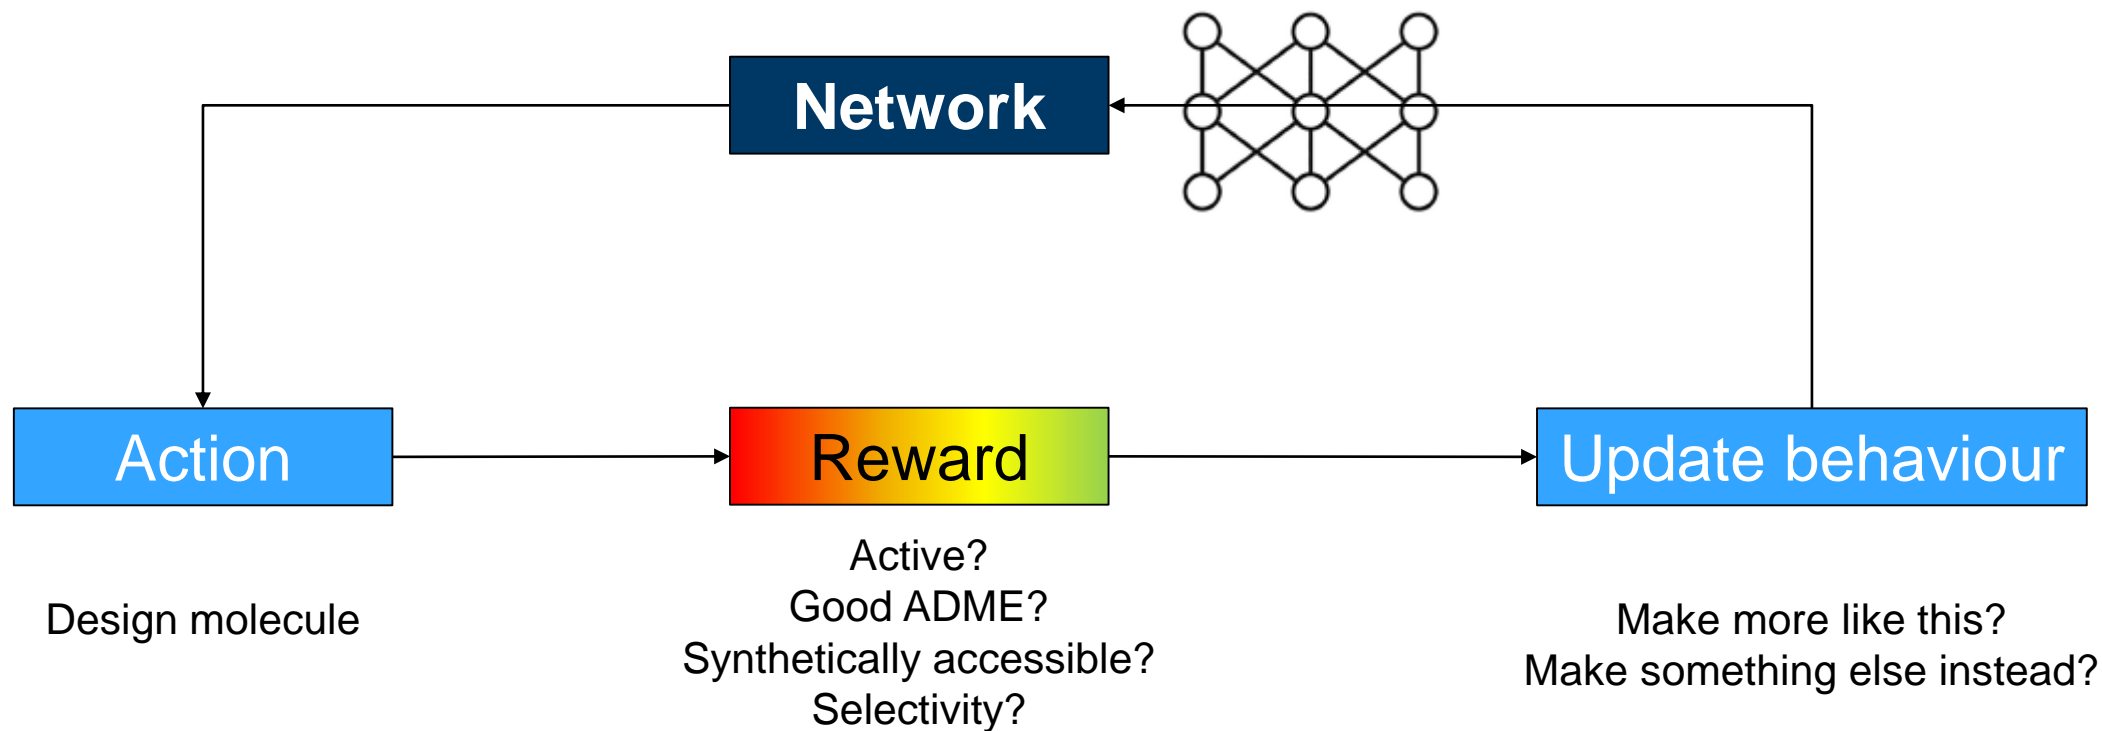 Network
Action
Reward
Update behaviour
Design molecule
Active?
Good ADME?
Synthetically accessible?
Selectivity?
Make more like this?
Make something else instead?